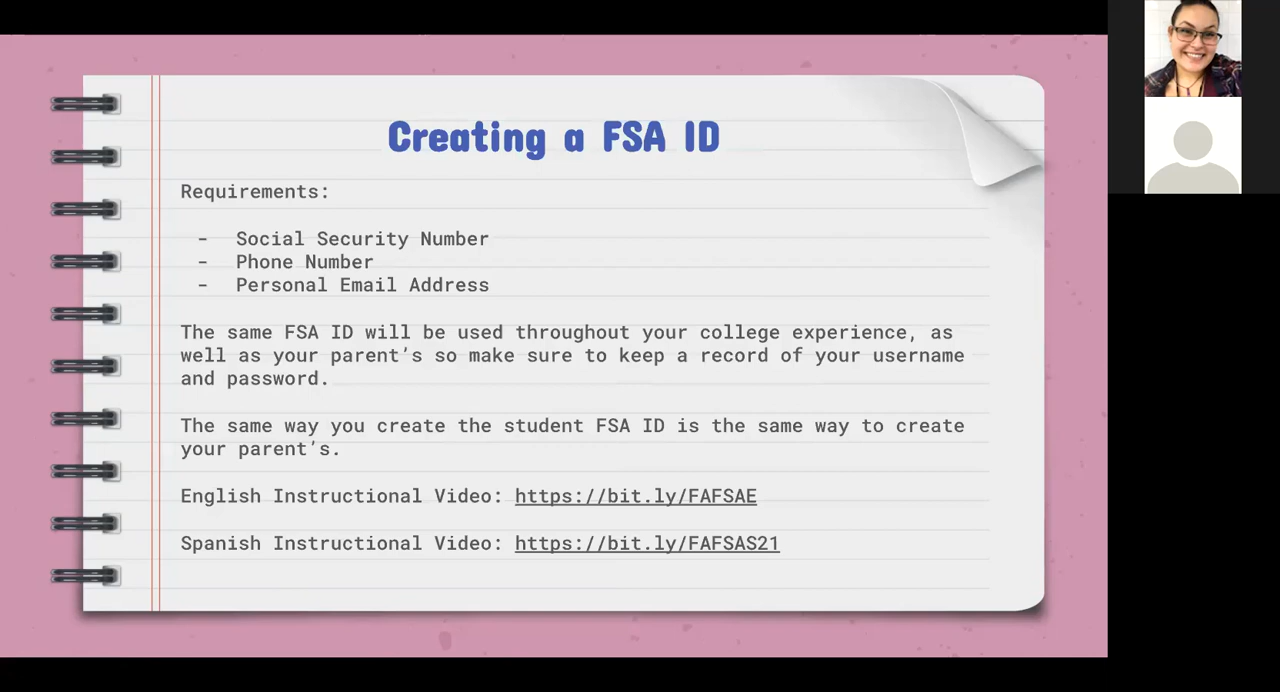 Creating a FSA ID
Requirements:
- Social Security Number
- Phone Number
- Personal Email Address
The same FSA ID will be used throughout your college experience, as
well as your parent’s so make sure to keep a record of your username
and password.
The same way you create the student FSA ID is the same way to create
your parent’s.
English Instructional Video: https://bit.ly/FAFSAE
Spanish Instructional Video: https://bit.ly/FAFSAS21